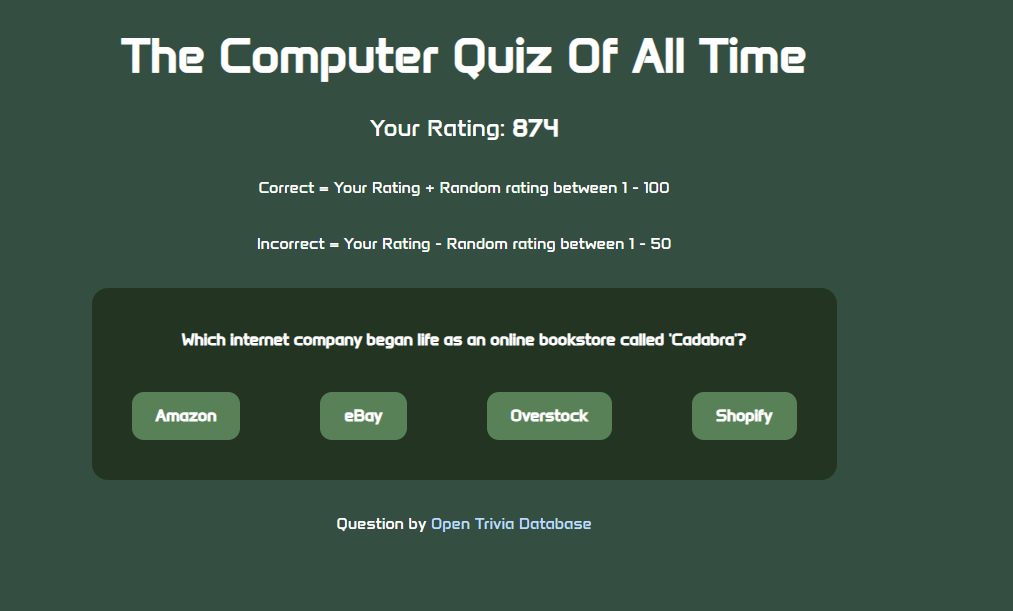 The Computer Quiz Of All Time
Your Rating: 874
Correct = Your Rating + Random rating between 1 - 100
Incorrect = Your Rating - Random rating between 1 - 50
Which internet company began life as an online bookstore called 'Cadabra'?
Amazon
eBay
Overstock
Shopify
Question by Open Trivia Database